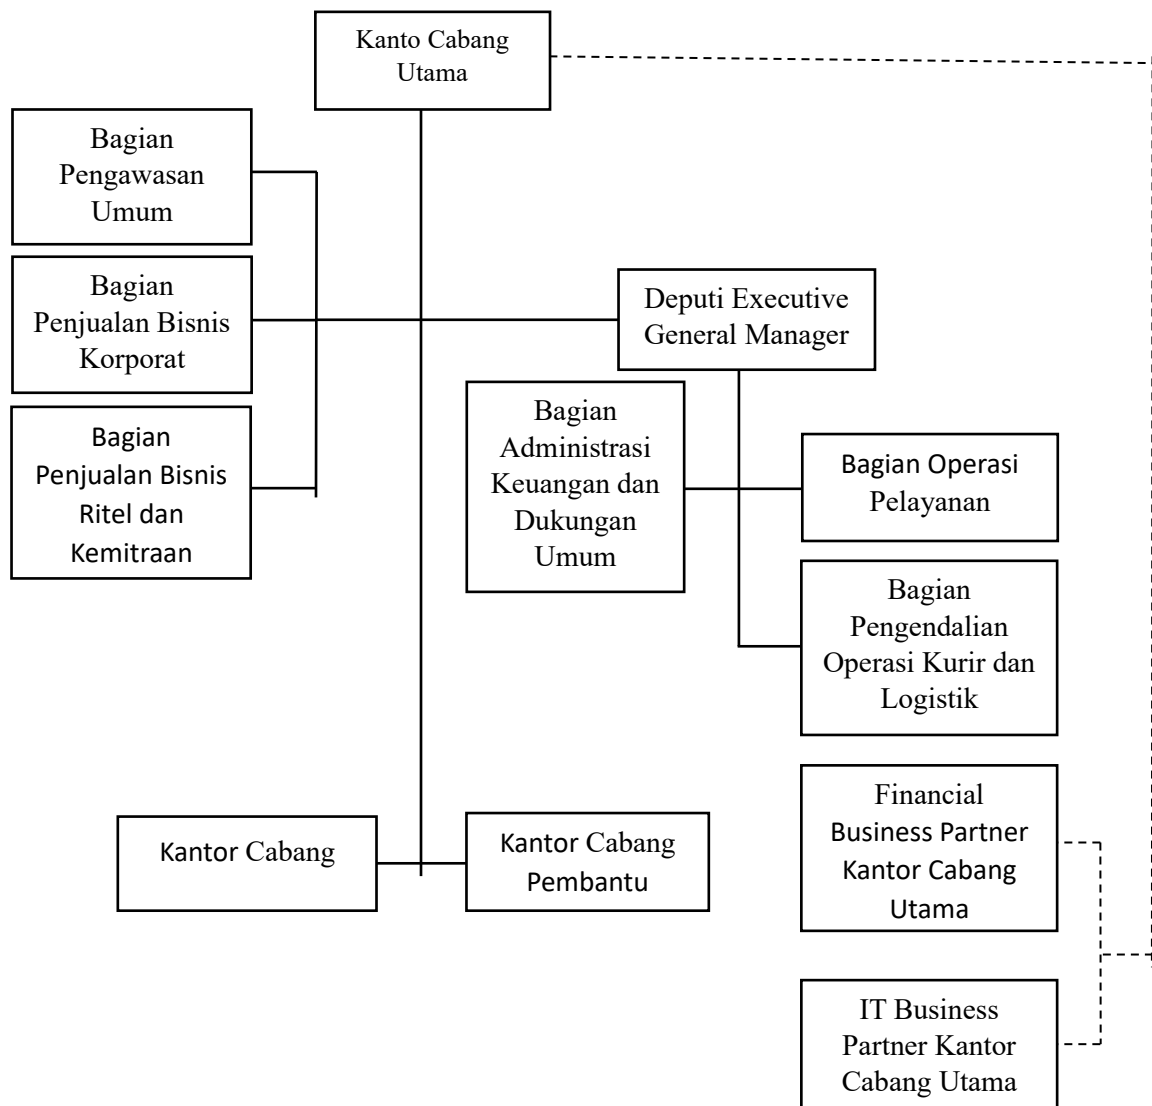 Kanto Cabang
Utama
Bagian
Pengawasan
Umum
Bagian
Penjualan Bisnis
Korporat
Deputi Executive
General Manager
Bagian
Penjualan Bisnis
Ritel dan
Kemitraan
Bagian
Administrasi
Keuangan dan
Dukungan
Umum
Bagian Operasi
Pelayanan
Bagian
Pengendalian
Operasi Kurir dan
Logistik
Kantor Cabang
Kantor Cabang
Pembantu
Financial
Business Partner
Kantor Cabang
Utama
IT Business
Partner Kantor
Cabang Utama